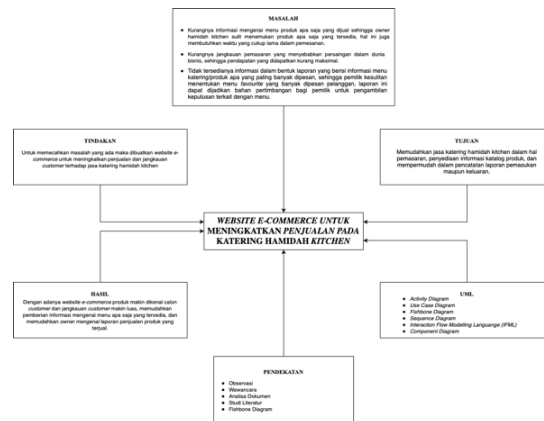 MASALAH
● Kurangnya informasi mengenai menu produk apa saja yang dijual sehingga owner
hamidah kitchen sulit menemukan produk apa saja yang tersedia, hal ini juga
membutuhkan waktu yang cukup lama dalam pemesanan.
● Kurangnya jangkauan pemasaran yang menyebabkan persaingan dalam dunia
bisnis, sehingga pendapatan yang didapatkan kurang maksimal.
● Tidak tersedianya informasi dalam bentuk laporan yang berisi informasi menu
katering/produk apa yang paling banyak dipesan, sehingga pemilik kesulitan
menentukan menu favourite yang banyak dipesan pelanggan, laporan ini
dapat dijadikan bahan pertimbangan bagi pemilik untuk pengambilan
keputusan terkait dengan menu.
TINDAKAN
Untuk memecahkan masalah yang ada maka dibuatkan website e-
commerce untuk meningkatkan penjualan dan jangkauan
customer terhadap jasa katering hamidah kitchen
TUJUAN
Memudahkan jasa katering hamidah kitchen dalam hal
pemasaran, penyediaan informasi katalog produk, dan
mempermudah dalam pencatatan laporan pemasukan
maupun keluaran.
WEBSITE E-COMMERCE UNTUK
MENINGKATKAN PENJUALAN PADA
KATERING HAMIDAH KITCHEN
HASIL
Dengan adanya website e-commerce produk makin dikenal calon
customer dan jangkauan customer makin luas, memudahkan
pemberian informasi mengenai menu apa saja yang tersedia, dan
memudahkan owner mengenai laporan penjualan produk yang
terjual.
UML
● Activity Diagram
● Use Case Diagram
● Fishbone Diagram
● Sequence Diagram
● Interaction Flow Modelling Languange (IFML)
● Component Diagram
PENDEKATAN
● Observasi
● Wawancara
● Analisa Dokumen
● Studi Literatur
● Fishbone Diagram